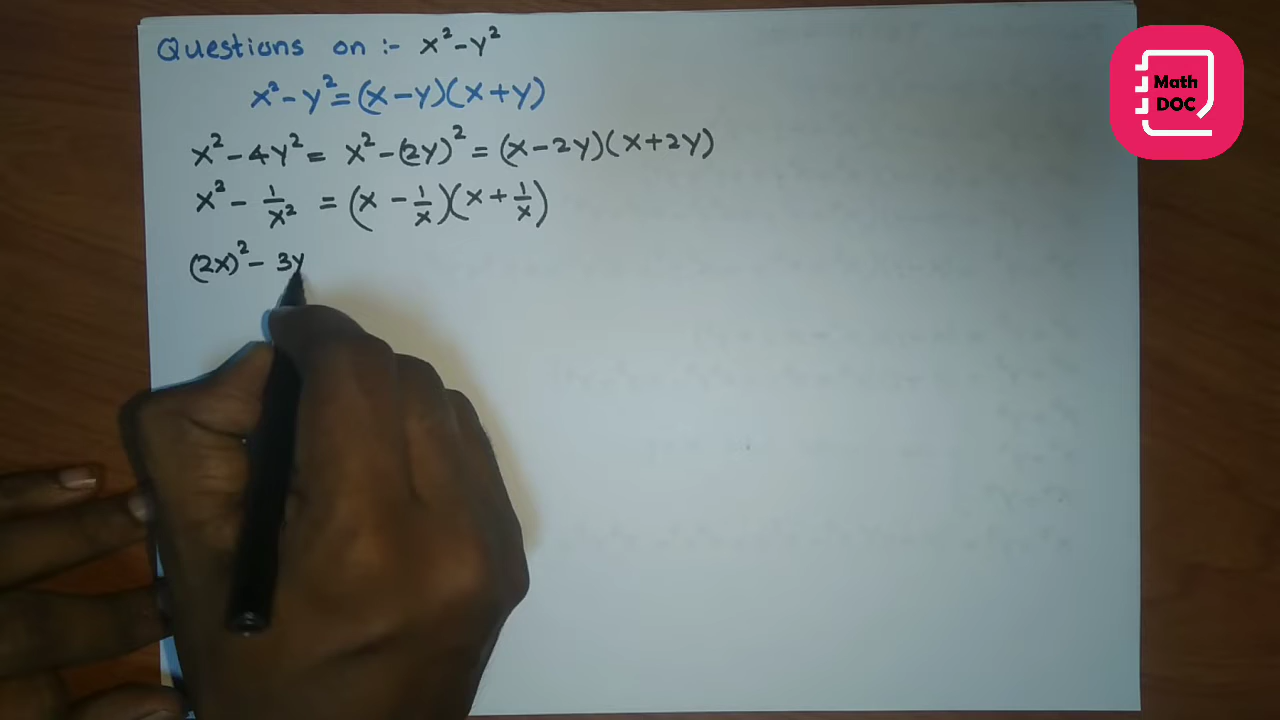 Questions on :- x²-y²
x²-y²=(x-y)(x+y)
x²-4y²= x²-(2y)²=(x-2y)(x+2y)
x²-1/x² =(x-1/x)(x+1/x)
(2x)²-3y
Math
DOC